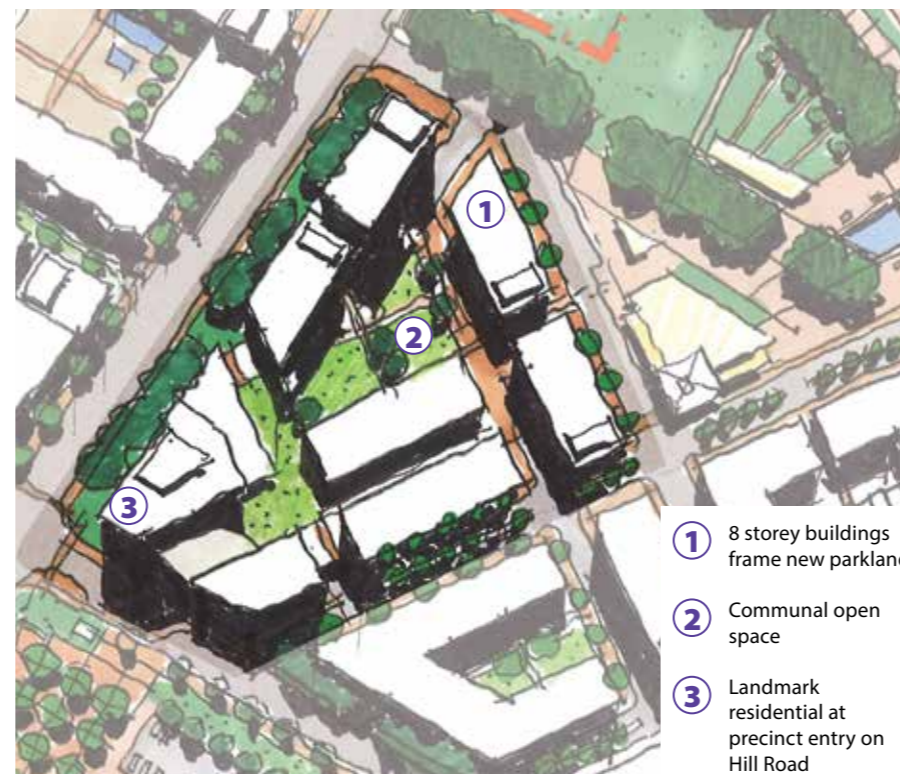 1
2
3
1 8 storey buildings
frame new parkland
2 Communal open
space
3 Landmark
residential at
precinct entry on
Hill Road